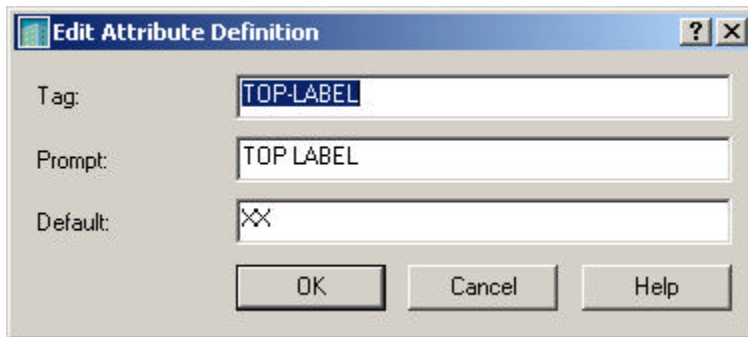 Edit Attribute Definition ? X
Tag: TOP-LABEL
Prompt: TOP LABEL
Default: XX
OK Cancel Help